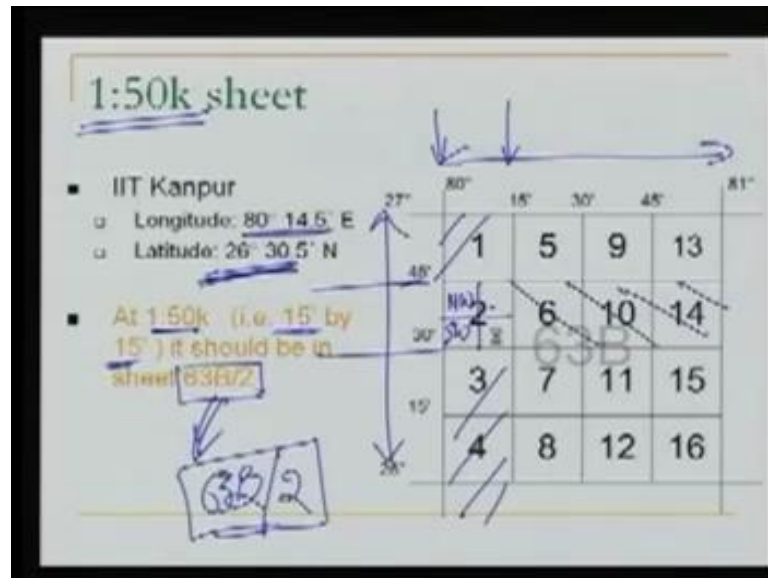 1:50k sheet
IIT Kanpur
Longitude: 80° 14.5' E
Latitude: 26° 30.5' N
At 1:50k (i.e. 15' by
15') it should be in
sheet 63B/2
63B/2
80° 81°
27° 15' 30' 45'
1 5 9 13
45'
NW
2 6 10 14
30' SW
63B
3 7 11 15
15'
4 8 12 16
26°